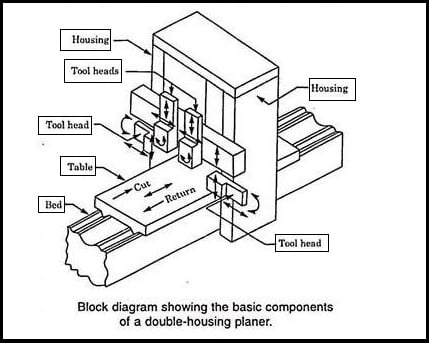 Housing
Tool heads
Housing
Tool head
Table
Cut
Return
Bed
Tool head
Block diagram showing the basic components
of a double-housing planer.